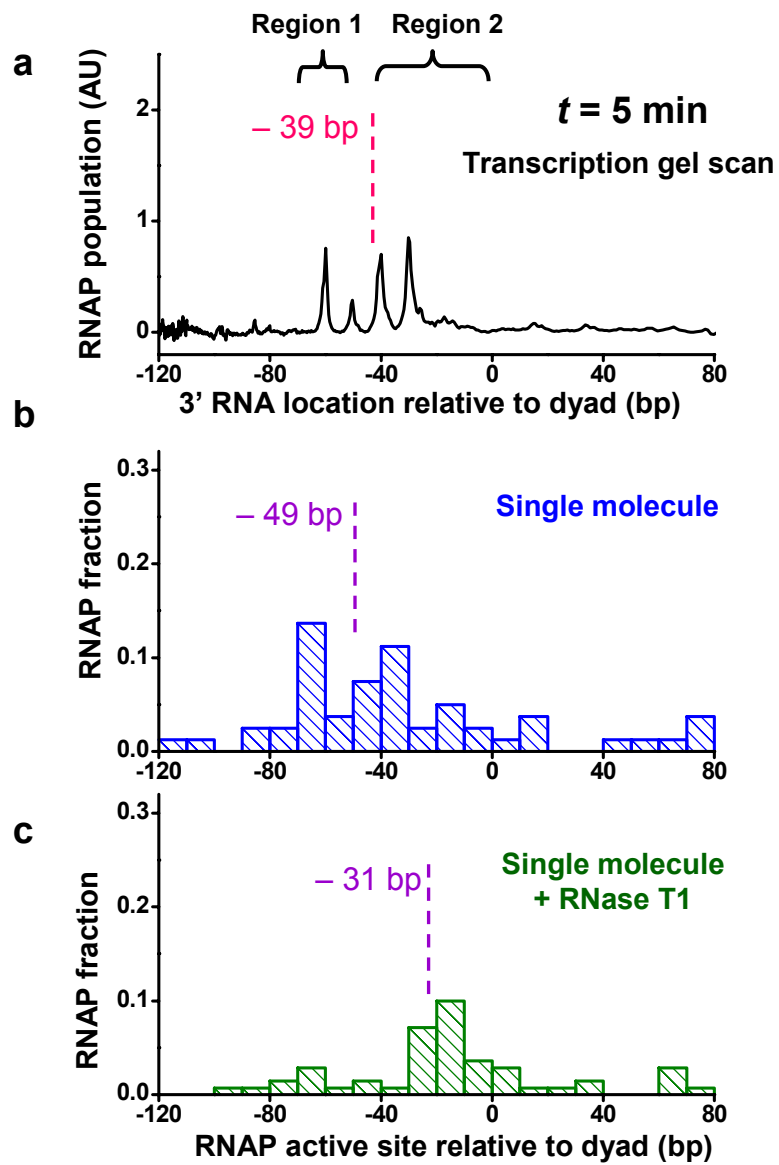 Region 1
Region 2
a
RNAP population (AU)
2
1
0
– 39 bp
t = 5 min
Transcription gel scan
-120
-80
-40
0
40
80
3’ RNA location relative to dyad (bp)
b
RNAP fraction
0.3
0.2
0.1
0.0
– 49 bp
Single molecule
-120
-80
-40
0
40
80
c
RNAP fraction
0.3
0.2
0.1
0.0
– 31 bp
Single molecule
+ RNase T1
-120
-80
-40
0
40
80
RNAP active site relative to dyad (bp)